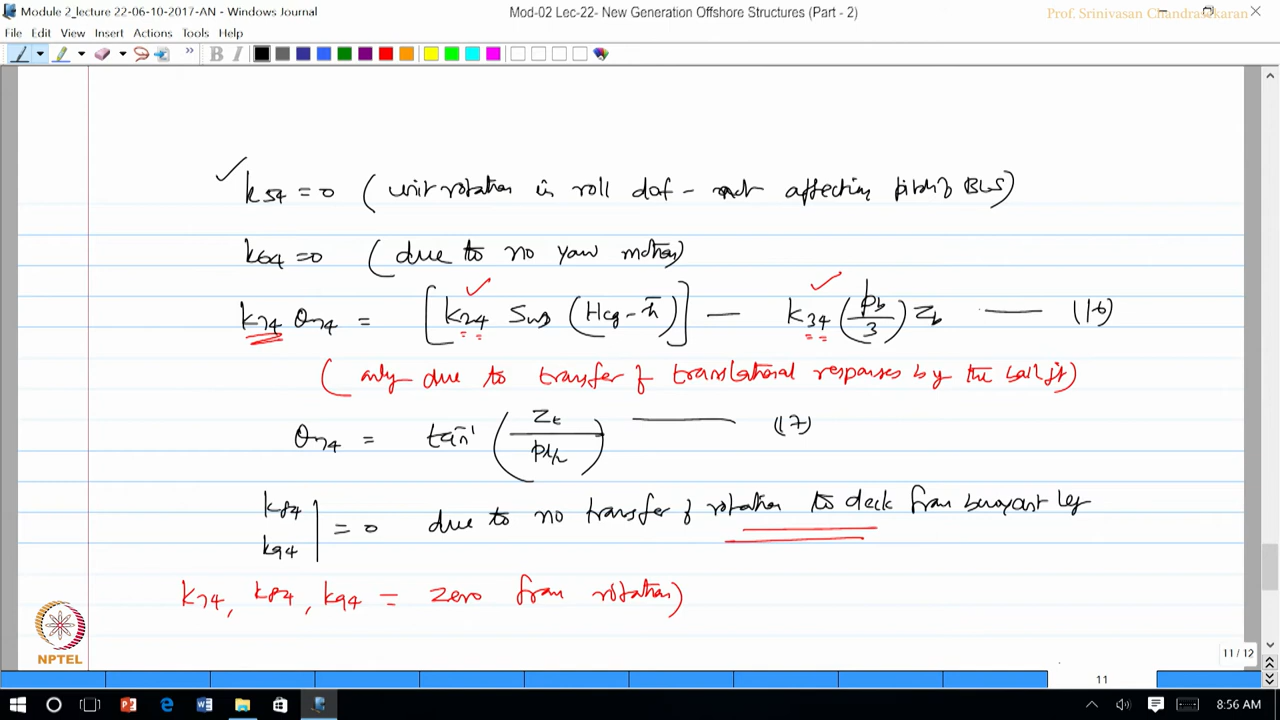 Module 2_lecture 22-06-10-2017-AN - Windows Journal
Mod-02 Lec-22- New Generation Offshore Structures (Part - 2)
Prof. Srinivasan Chandrasekaran
File Edit View Insert Actions Tools Help
k54 = 0 (unit rotation in roll dof - not affecting pitch of BLS)
k64 = 0 (due to no yaw motion)
k74 θ74 = [k24 SWD (Hcg - h̄)] — k34 (Pb/3) Zb —— (16)
(only due to transfer of translational responses by the ball jt)
θ74 = tan⁻¹ (Zt / Pl/2) —— (17)
k84
k94 = 0 due to no transfer of rotation to deck from buoyant leg
k74, k84, k94 = zero from rotation)
NPTEL
11 / 12
11
8:56 AM